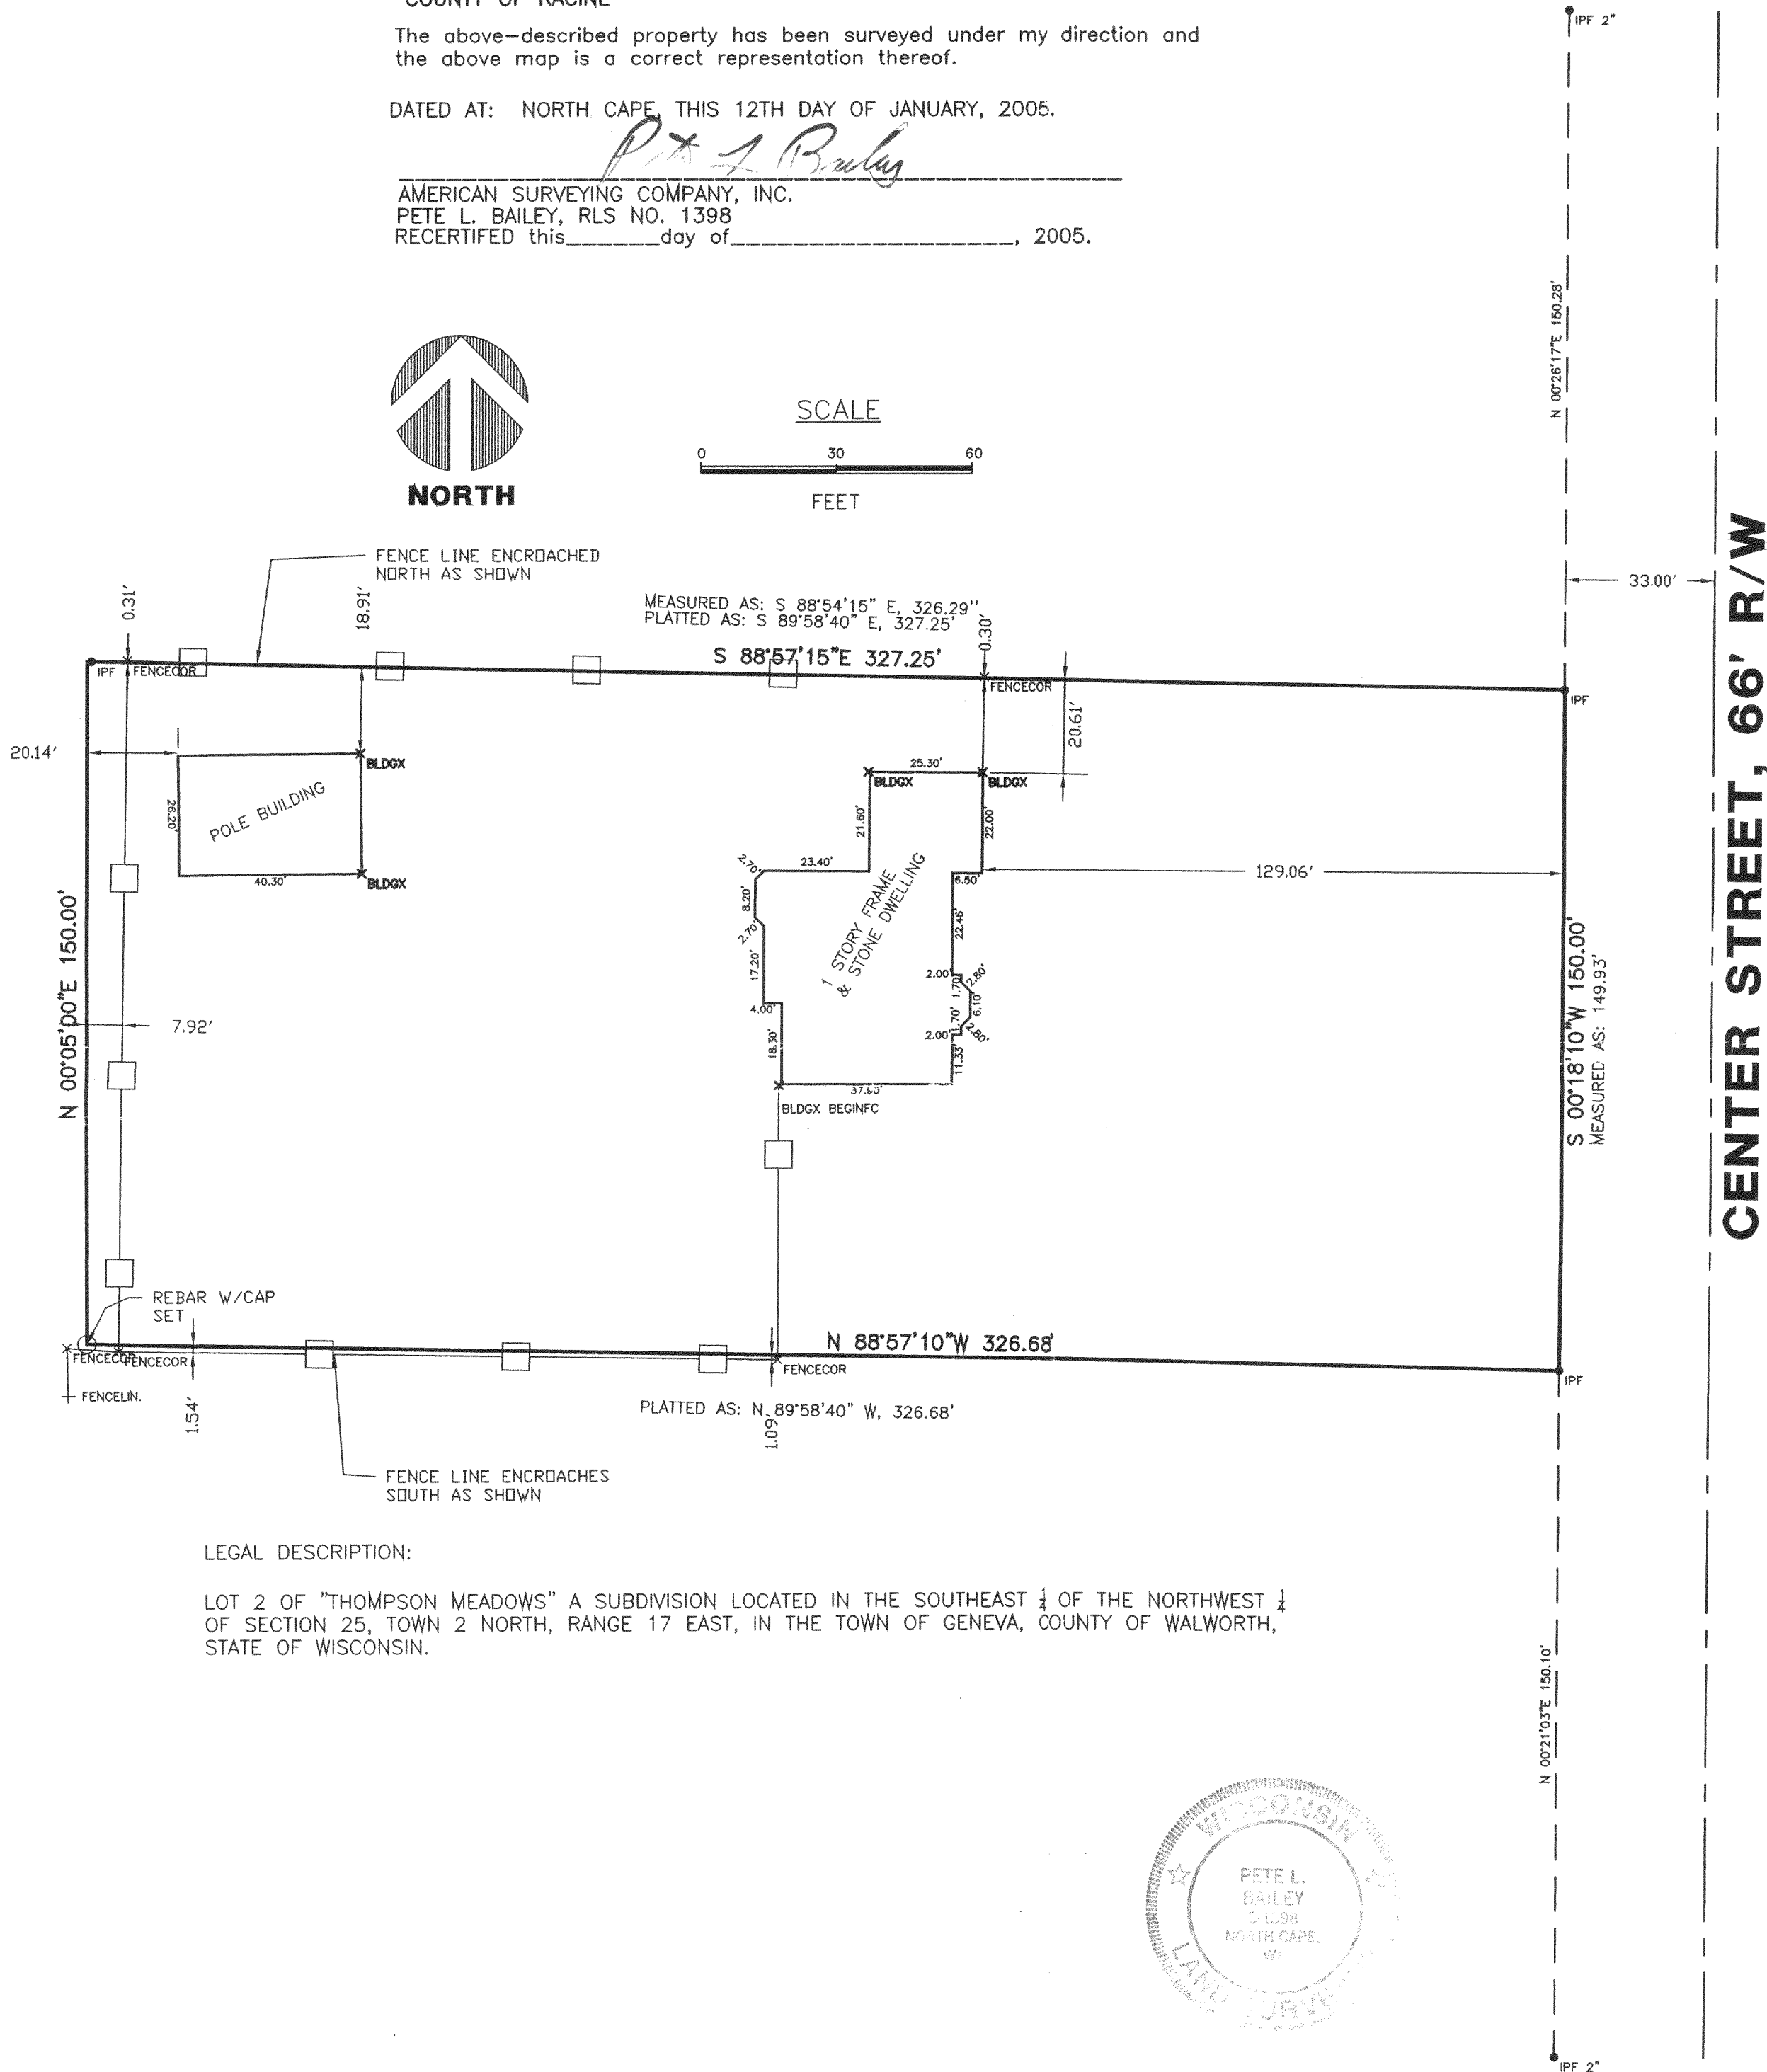 COUNTY OF RACINE
The above-described property has been surveyed under my direction and
the above map is a correct representation thereof.
DATED AT: NORTH CAPE, THIS 12TH DAY OF JANUARY, 2005.
Pete L Bailey
AMERICAN SURVEYING COMPANY, INC.
PETE L. BAILEY, RLS NO. 1398
RECERTIFED this_______day of_____________________, 2005.
IPF 2"
N 00°26'17"E 150.28'
NORTH
SCALE
0 30 60
FEET
CENTER STREET, 66' R/W
33.00'
FENCE LINE ENCROACHED
NORTH AS SHOWN
0.31'
18.91'
MEASURED AS: S 88°54'15" E, 326.29''
PLATTED AS: S 89°58'40" E, 327.25'
S 88°57'15"E 327.25'
0.30'
IPF
FENCECOR
FENCECOR
IPF
20.61'
20.14'
BLDGX
POLE BUILDING
26.20'
40.30'
BLDGX
25.30'
BLDGX
BLDGX
21.60'
22.00'
23.40'
2.70'
8.20'
2.70'
17.20'
4.00'
18.30'
1 STORY FRAME
& STONE DWELLING
6.50'
22.46'
2.00'
1.70'
2.80'
6.10'
1.70'
2.80'
2.00'
11.33'
BLDGX BEGINFC
129.06'
N 00°05'00"E 150.00'
7.92'
S 00°18'10"W 150.00'
MEASURED AS: 149.93'
REBAR W/CAP
SET
FENCECOR
FENCECOR
FENCELIN.
1.54'
N 88°57'10"W 326.68'
FENCECOR
1.09'
IPF
PLATTED AS: N 89°58'40" W, 326.68'
FENCE LINE ENCROACHES
SOUTH AS SHOWN
LEGAL DESCRIPTION:
LOT 2 OF "THOMPSON MEADOWS" A SUBDIVISION LOCATED IN THE SOUTHEAST ¼ OF THE NORTHWEST ¼
OF SECTION 25, TOWN 2 NORTH, RANGE 17 EAST, IN THE TOWN OF GENEVA, COUNTY OF WALWORTH,
STATE OF WISCONSIN.
N 00°21'03"E 150.10'
WISCONSIN
PETE L.
BAILEY
S-1398
NORTH CAPE,
WI
LAND
IPF 2"